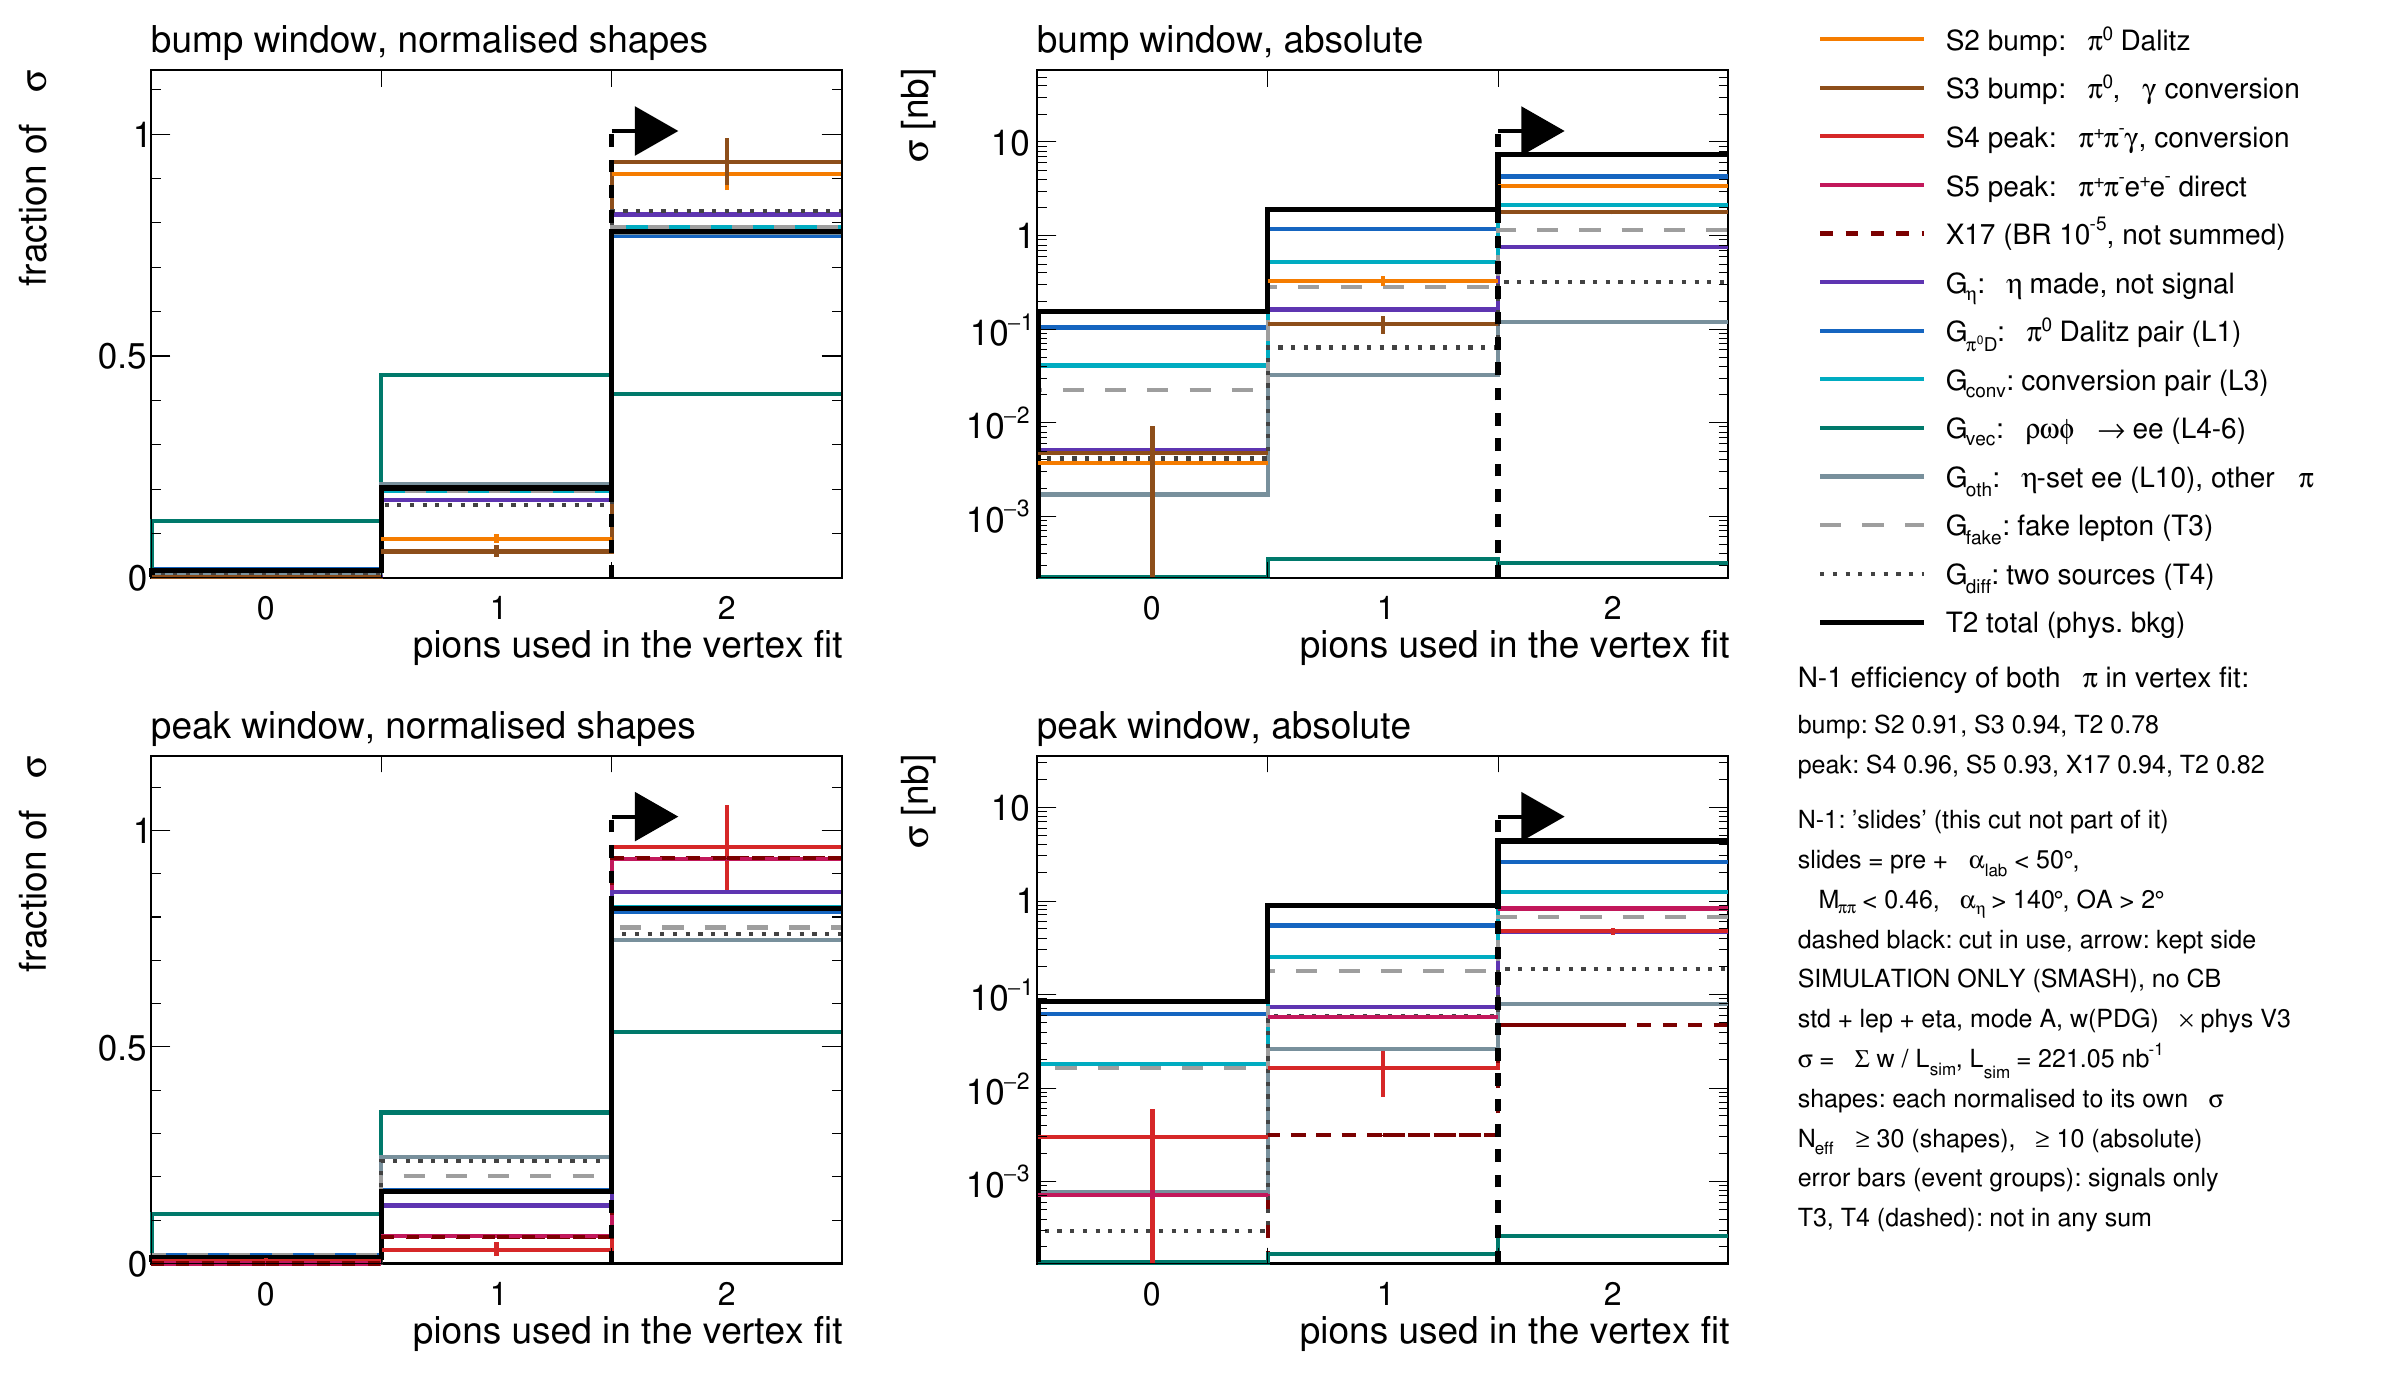 bump window, normalised shapes
fraction of σ
1
0.5
0
0 1 2
pions used in the vertex fit
bump window, absolute
σ [nb]
10
1
10⁻¹
10⁻²
10⁻³
0 1 2
pions used in the vertex fit
peak window, normalised shapes
fraction of σ
1
0.5
0
0 1 2
pions used in the vertex fit
peak window, absolute
σ [nb]
10
1
10⁻¹
10⁻²
10⁻³
0 1 2
pions used in the vertex fit
S2 bump: π⁰ Dalitz
S3 bump: π⁰, γ conversion
S4 peak: π⁺π⁻γ, conversion
S5 peak: π⁺π⁻e⁺e⁻ direct
X17 (BR 10⁻⁵, not summed)
G_η: η made, not signal
G_π⁰D: π⁰ Dalitz pair (L1)
G_conv: conversion pair (L3)
G_vec: ρωϕ → ee (L4-6)
G_oth: η-set ee (L10), other π
G_fake: fake lepton (T3)
G_diff: two sources (T4)
T2 total (phys. bkg)
N-1 efficiency of both π in vertex fit:
bump: S2 0.91, S3 0.94, T2 0.78
peak: S4 0.96, S5 0.93, X17 0.94, T2 0.82
N-1: 'slides' (this cut not part of it)
slides = pre + α_lab < 50°,
M_ππ < 0.46, α_η > 140°, OA > 2°
dashed black: cut in use, arrow: kept side
SIMULATION ONLY (SMASH), no CB
std + lep + eta, mode A, w(PDG) × phys V3
σ = Σ w / L_sim, L_sim = 221.05 nb⁻¹
shapes: each normalised to its own σ
N_eff ≥ 30 (shapes), ≥ 10 (absolute)
error bars (event groups): signals only
T3, T4 (dashed): not in any sum